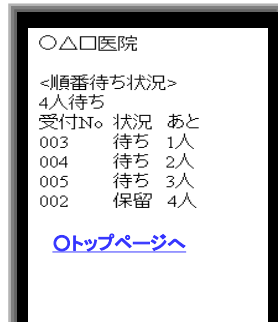 ○△□医院
<順番待ち状況>
4人待ち
受付No 状況 あと
003 待ち 1人
004 待ち 2人
005 待ち 3人
002 保留 4人
○トップページへ